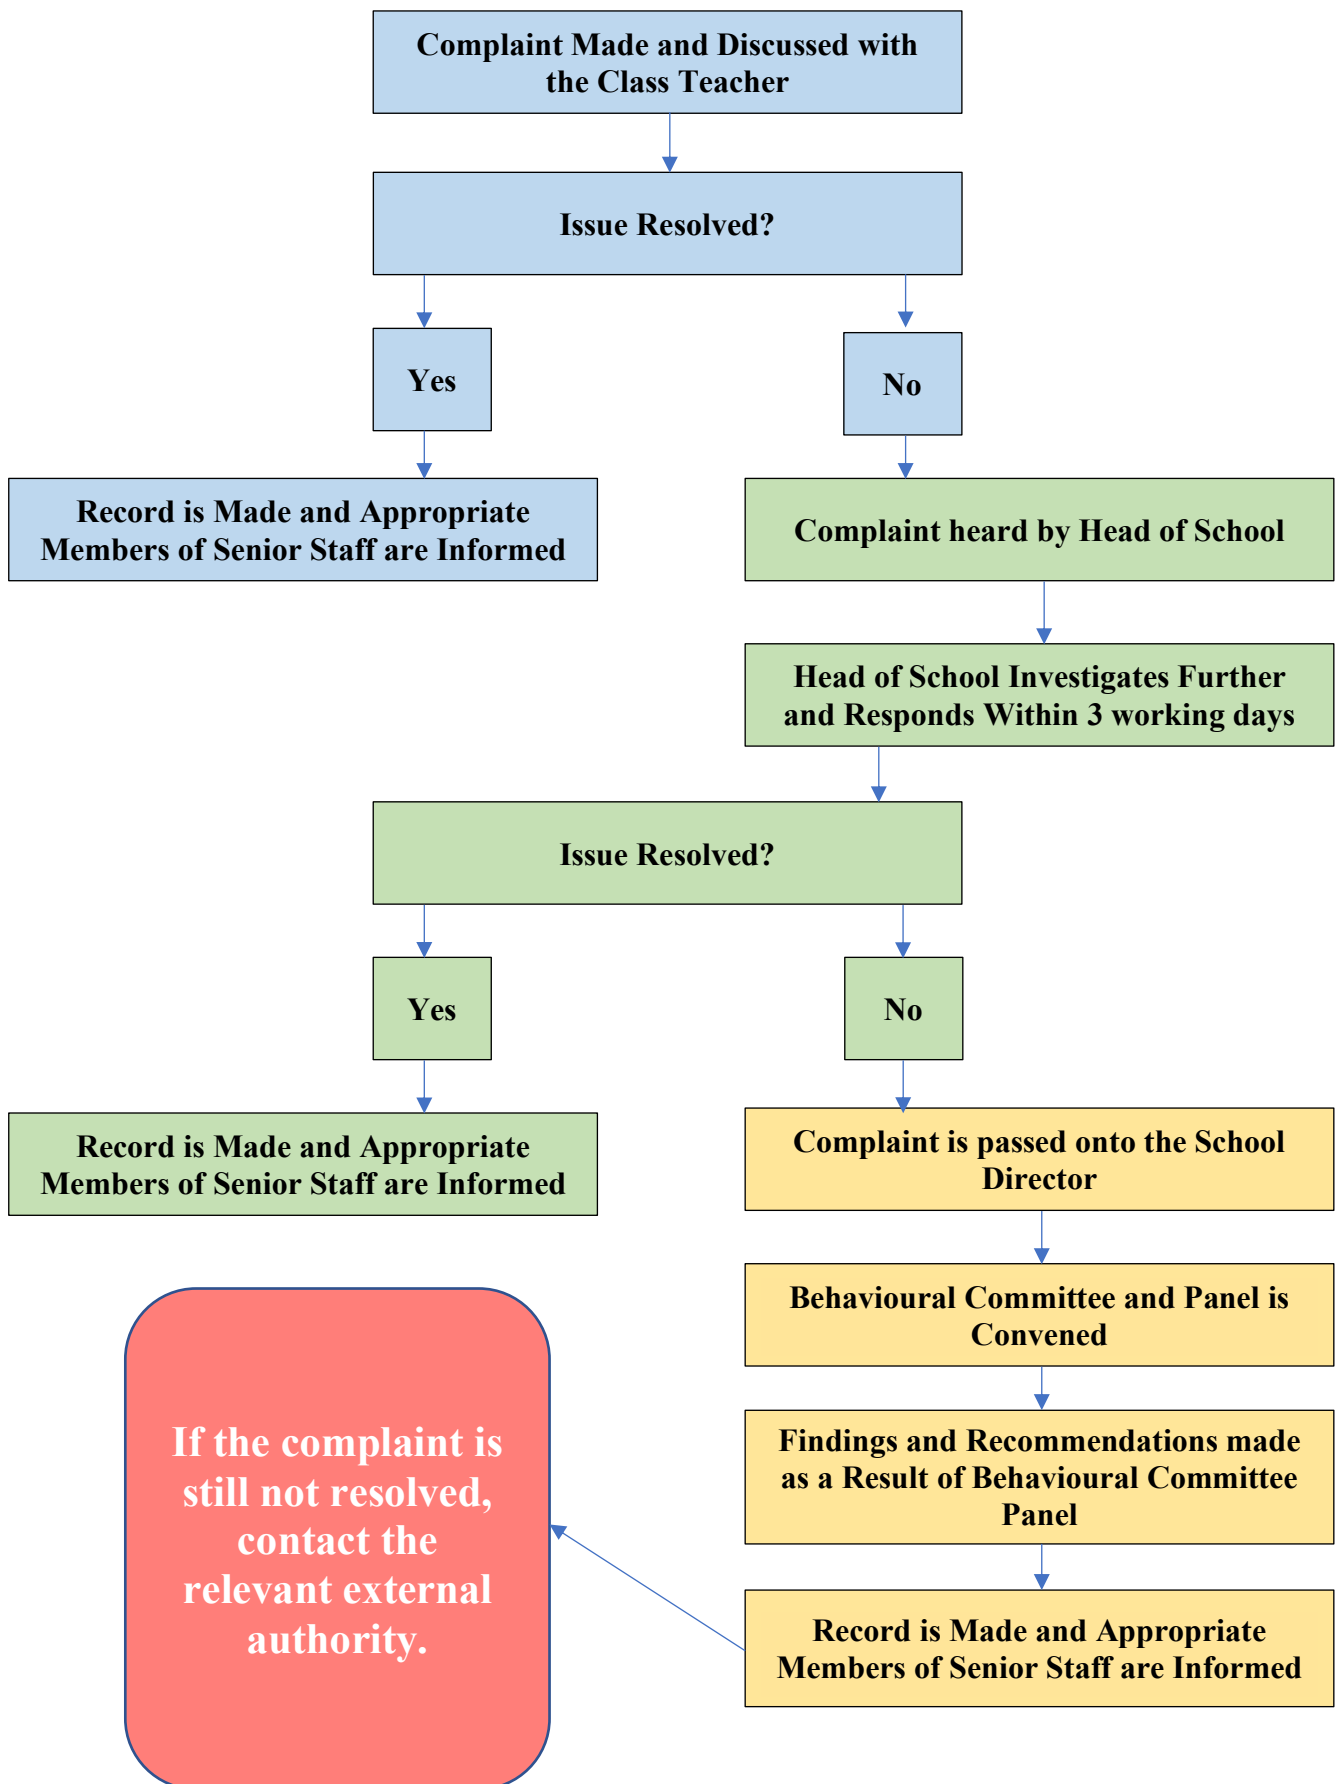 Complaint Made and Discussed with
the Class Teacher
Issue Resolved?
Yes
No
Record is Made and Appropriate
Members of Senior Staff are Informed
Complaint heard by Head of School
Head of School Investigates Further
and Responds Within 3 working days
Issue Resolved?
Yes
No
Record is Made and Appropriate
Members of Senior Staff are Informed
Complaint is passed onto the School
Director
Behavioural Committee and Panel is
Convened
Findings and Recommendations made
as a Result of Behavioural Committee
Panel
Record is Made and Appropriate
Members of Senior Staff are Informed
If the complaint is
still not resolved,
contact the
relevant external
authority.